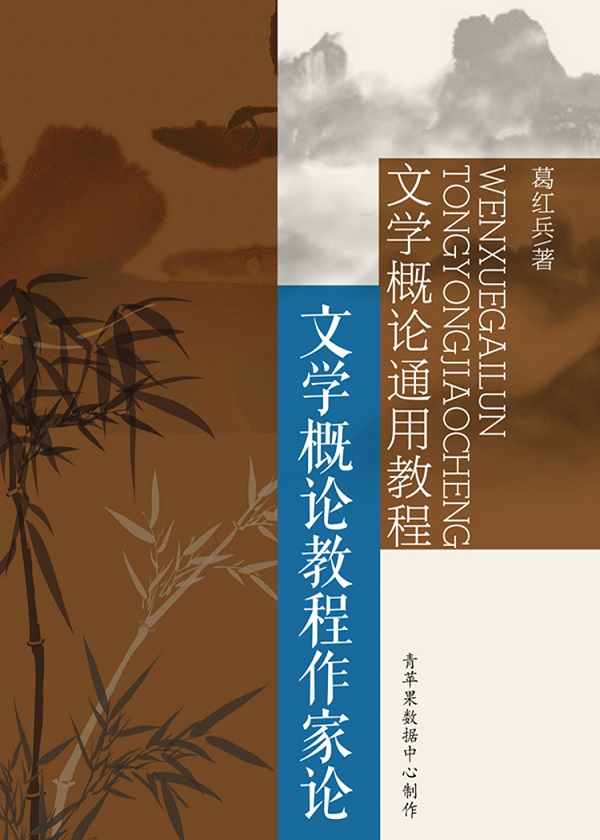 葛红兵/著
WENXUEGAILUN
TONGYONGJIAOCHENG
文学概论通用教程
文学概论教程作家论
青苹果数据中心制作